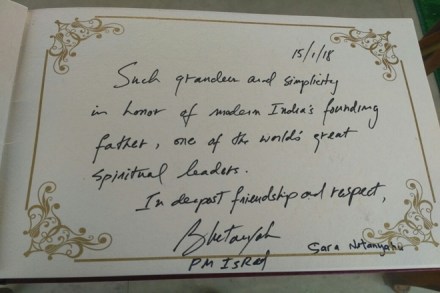 15/1/18
Such grandeu and simplicity
in honor of modern India's founding
father, one of the world's great
spiritual leaders.
In deepest friendship and respect,
PM ISRAEL
Sara Netanyahu